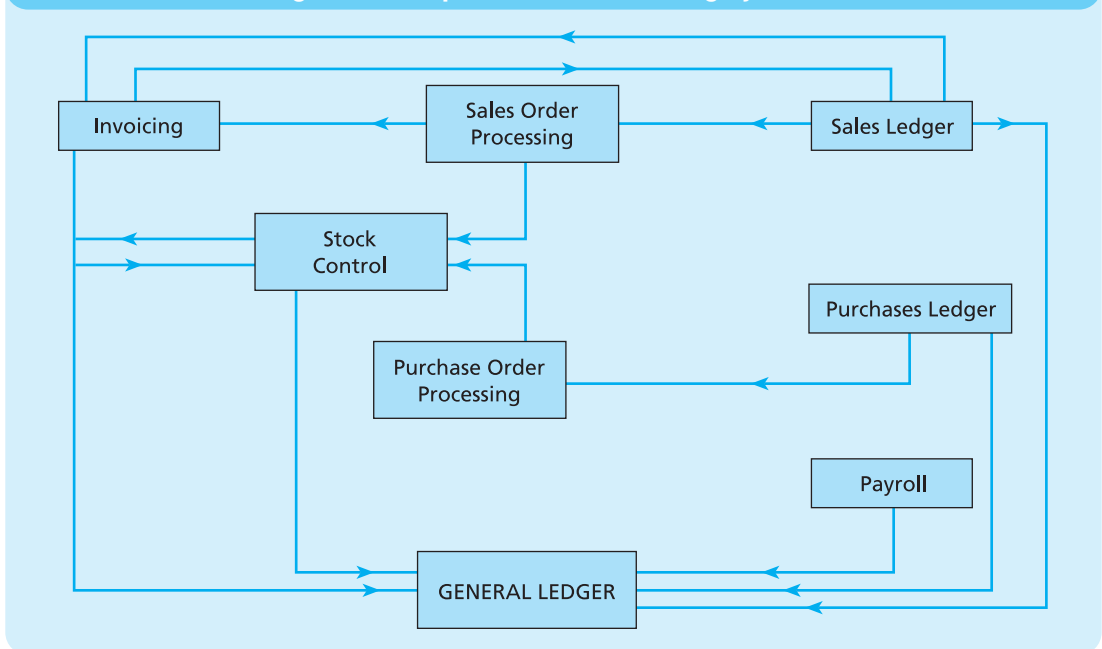 Invoicing
Sales Order
Processing
Sales Ledger
Stock
Control
Purchases Ledger
Purchase Order
Processing
Payroll
GENERAL LEDGER